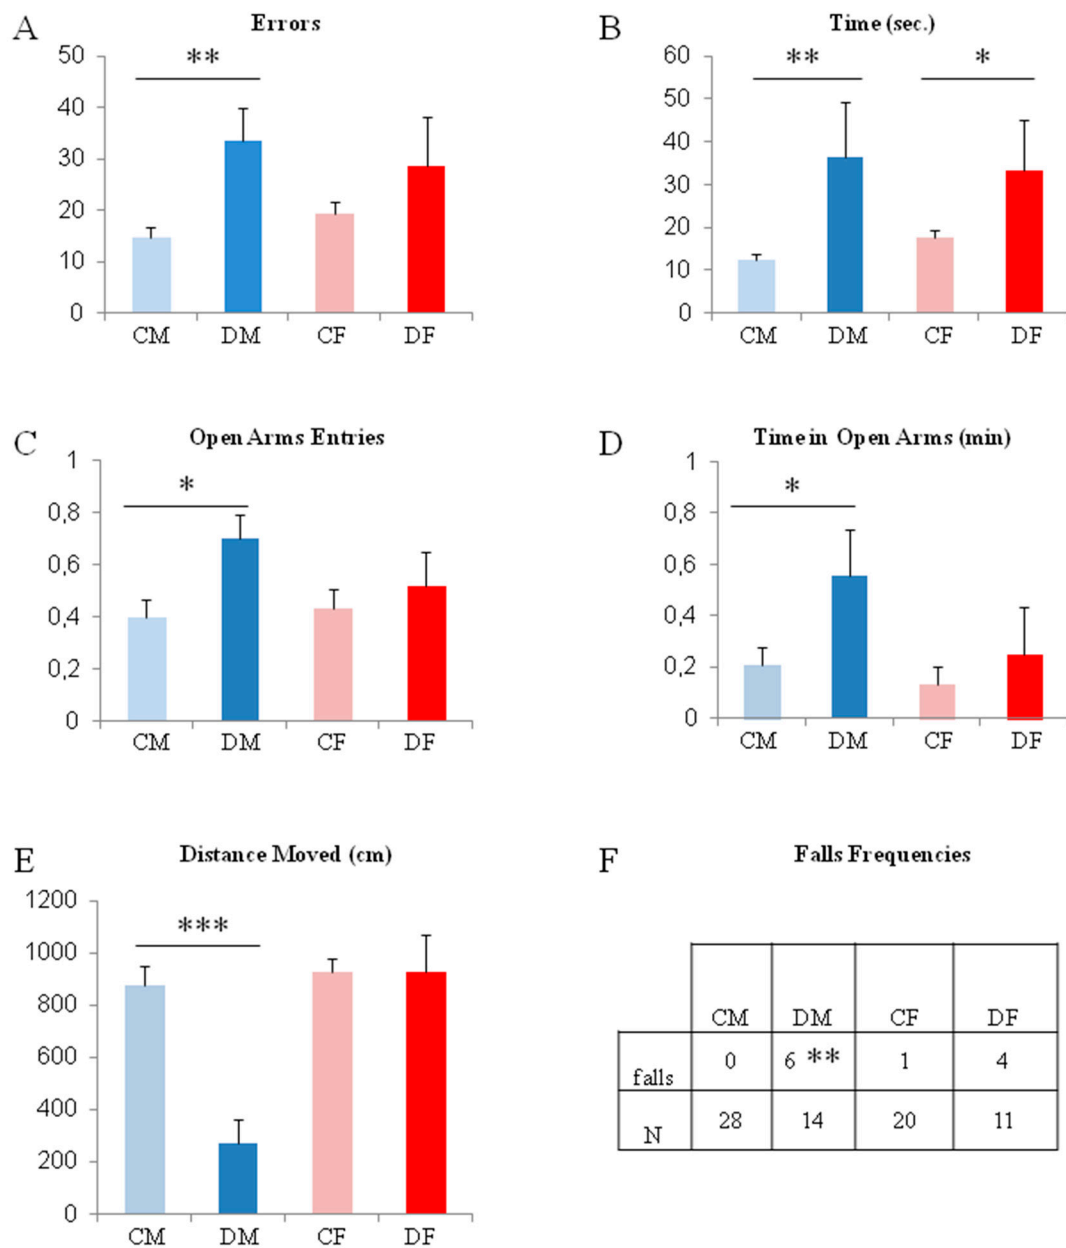 A
Errors
50
**
40
30
20
10
0
CM DM CF DF
B
Time (sec.)
60
** *
50
40
30
20
10
0
CM DM CF DF
C
Open Arms Entries
1
*
0,8
0,6
0,4
0,2
0
CM DM CF DF
D
Time in Open Arms (min)
1
*
0,8
0,6
0,4
0,2
0
CM DM CF DF
E
Distance Moved (cm)
1200
***
1000
800
600
400
200
0
CM DM CF DF
F
Falls Frequencies
CM DM CF DF
falls 0 6 ** 1 4
N 28 14 20 11